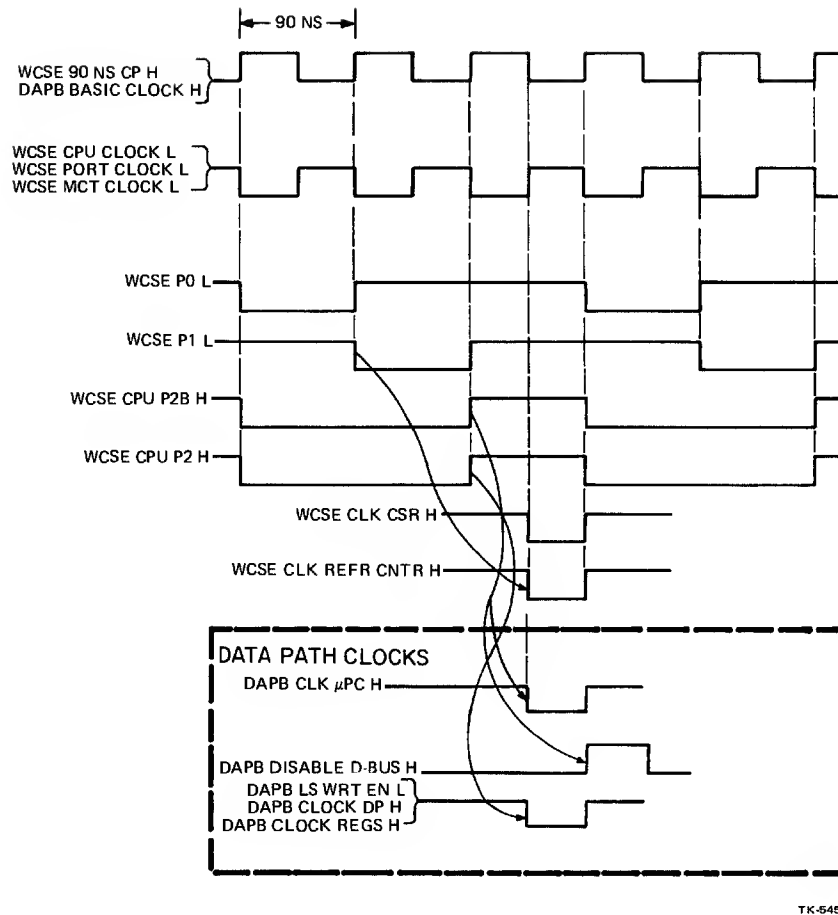 90 NS
WCSE 90 NS CP H
DAPB BASIC CLOCK H
WCSE CPU CLOCK L
WCSE PORT CLOCK L
WCSE MCT CLOCK L
WCSE P0 L
WCSE P1 L
WCSE CPU P2B H
WCSE CPU P2 H
WCSE CLK CSR H
WCSE CLK REFR CNTR H
DATA PATH CLOCKS
DAPB CLK μPC H
DAPB DISABLE D-BUS H
DAPB LS WRT EN L
DAPB CLOCK DP H
DAPB CLOCK REGS H
TK-545